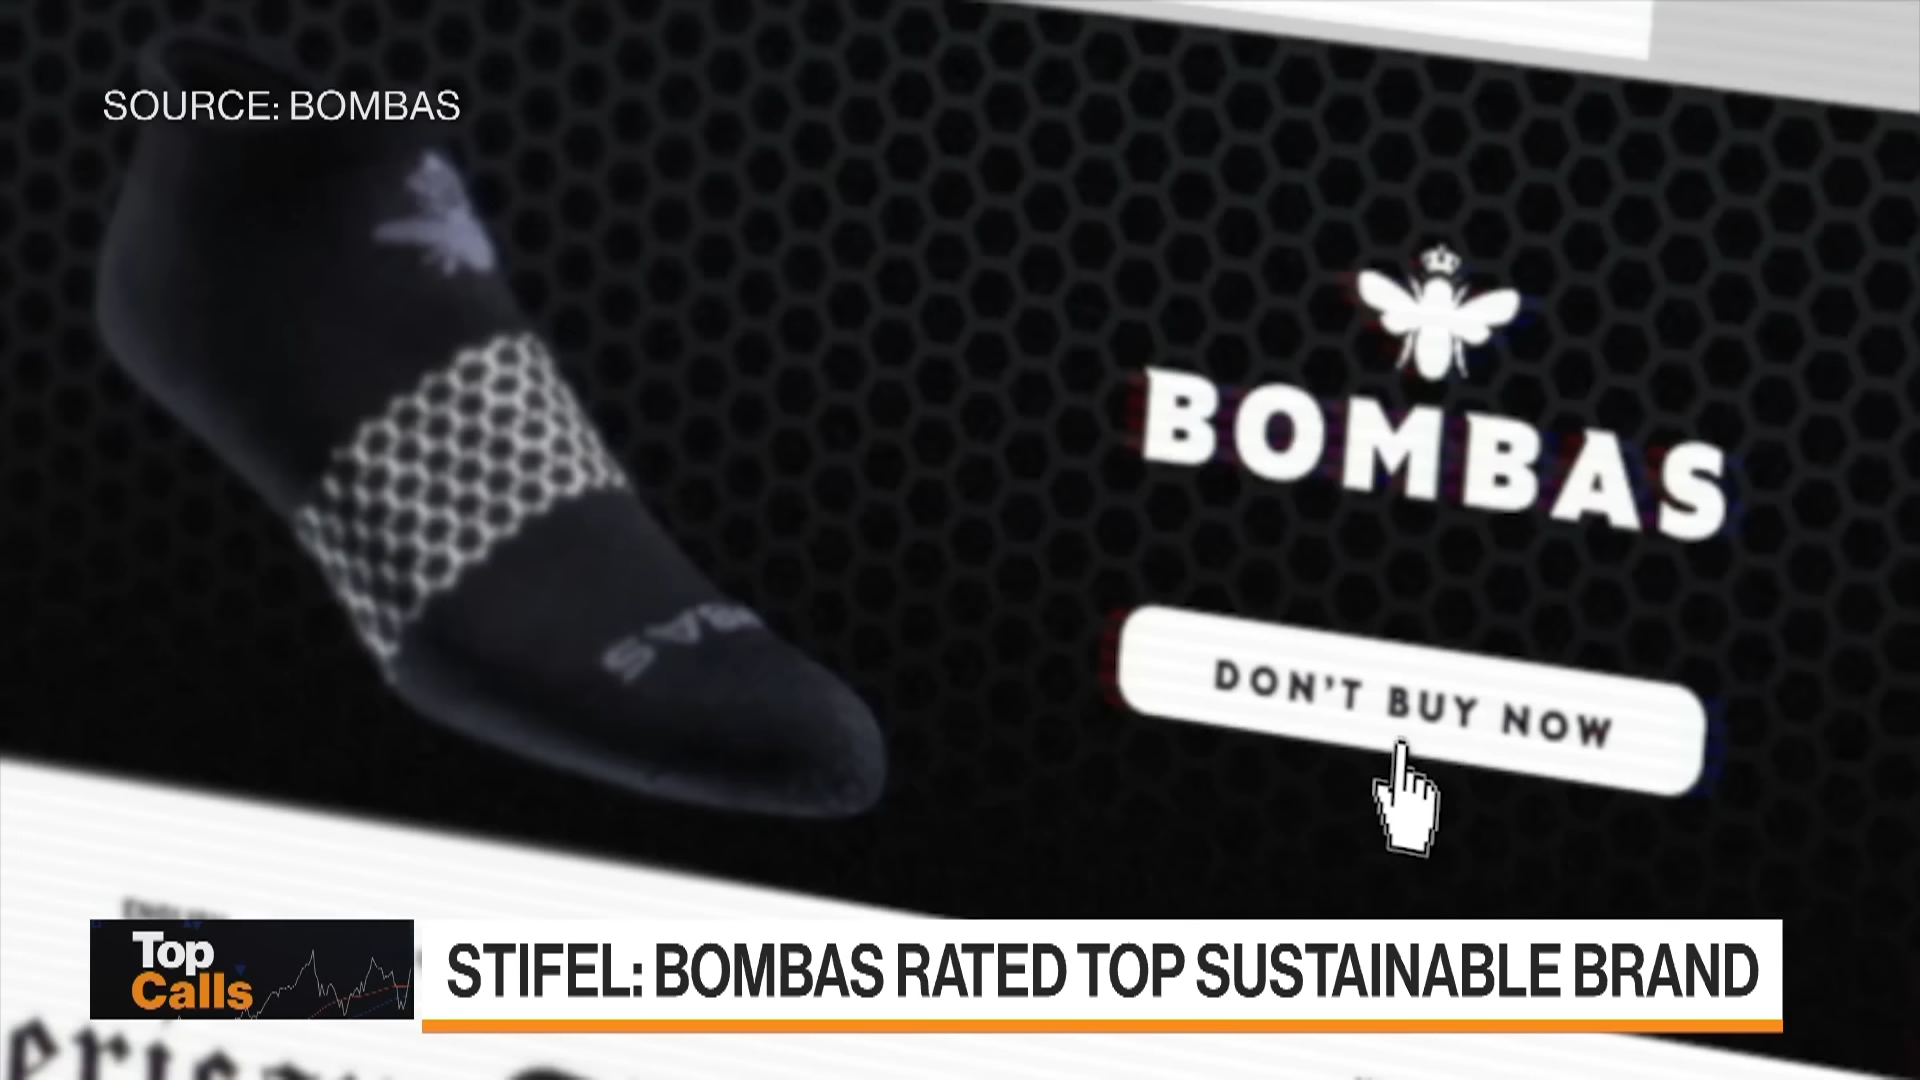 SOURCE: BOMBAS
BOMBAS
DON'T BUY NOW
Top
Calls
STIFEL: BOMBAS RATED TOP SUSTAINABLE BRAND